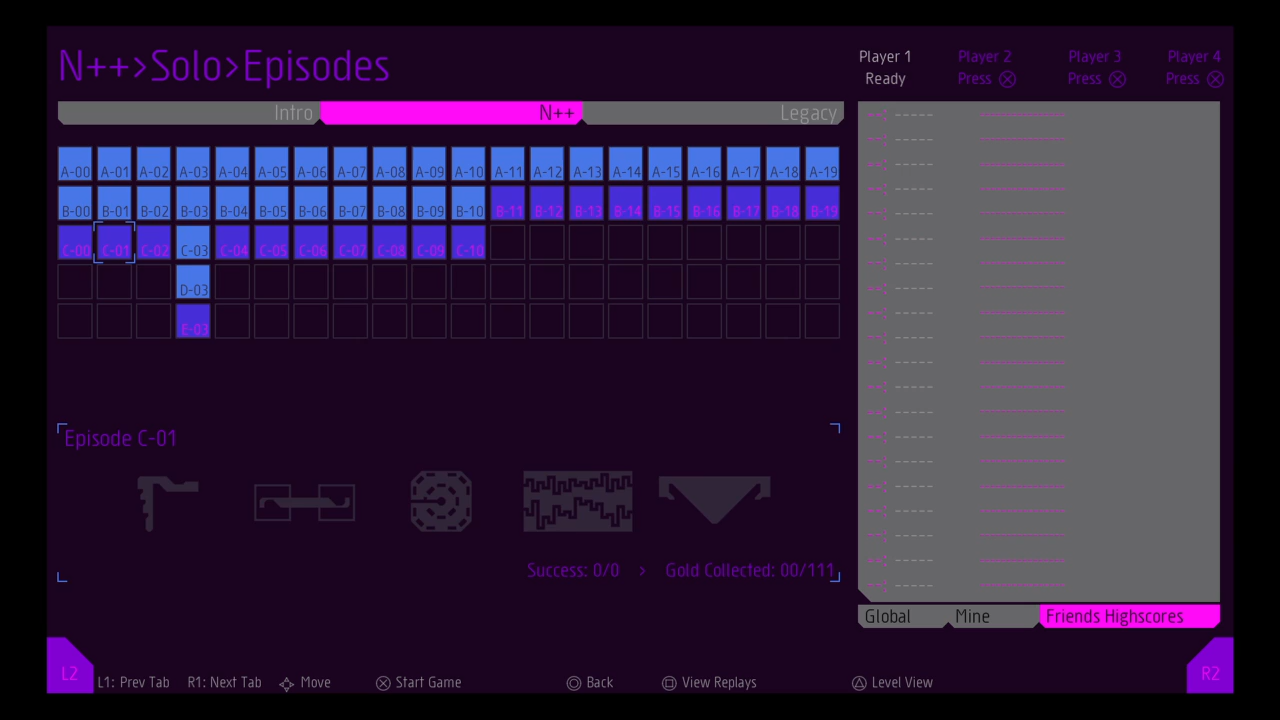 N++>Solo>Episodes
Player 1 Player 2 Player 3 Player 4
Ready Press Press Press
Intro N++ Legacy
A-00 A-01 A-02 A-03 A-04 A-05 A-06 A-07 A-08 A-09 A-10 A-11 A-12 A-13 A-14 A-15 A-16 A-17 A-18 A-19
B-00 B-01 B-02 B-03 B-04 B-05 B-06 B-07 B-08 B-09 B-10 B-11 B-12 B-13 B-14 B-15 B-16 B-17 B-18 B-19
C-00 C-01 C-02 C-03 C-04 C-05 C-06 C-07 C-08 C-09 C-10
D-03
E-03
Episode C-01
Success: 0/0 > Gold Collected: 00/111
Global Mine Friends Highscores
L2 L1: Prev Tab R1: Next Tab Move Start Game Back View Replays Level View R2